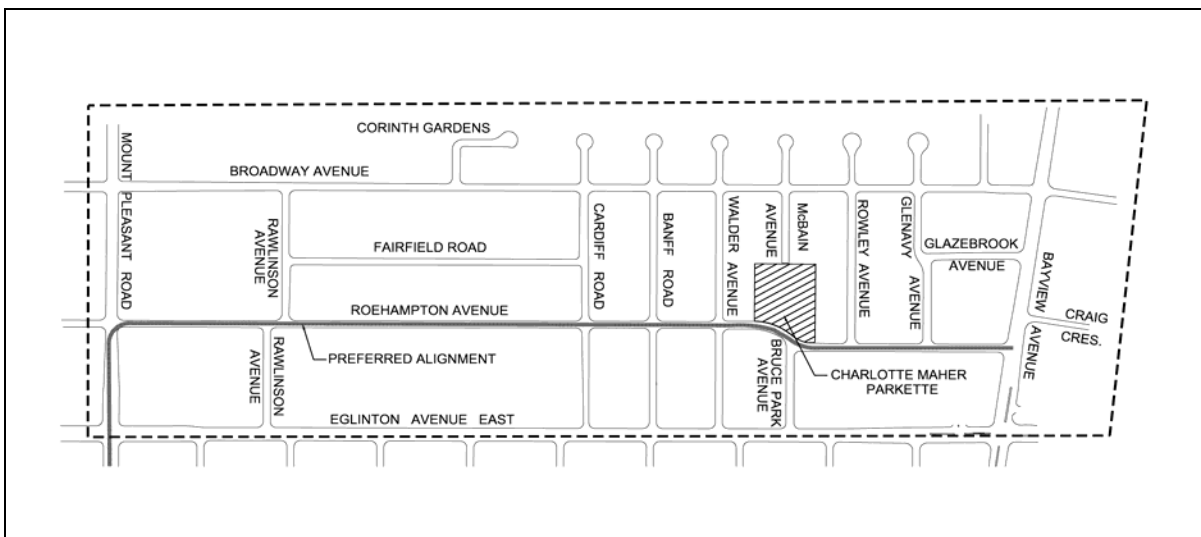 CORINTH GARDENS
BROADWAY AVENUE
MOUNT PLEASANT ROAD
RAWLINSON
AVENUE
FAIRFIELD ROAD
CARDIFF ROAD
BANFF ROAD
WALDER AVENUE
AVENUE
McBAIN
ROWLEY AVENUE
GLENAVY AVENUE
GLAZEBROOK
AVENUE
BAYVIEW AVENUE
CRAIG
CRES.
ROEHAMPTON AVENUE
PREFERRED ALIGNMENT
AVENUE
RAWLINSON
BRUCE PARK
AVENUE
CHARLOTTE MAHER
PARKETTE
EGLINTON AVENUE EAST